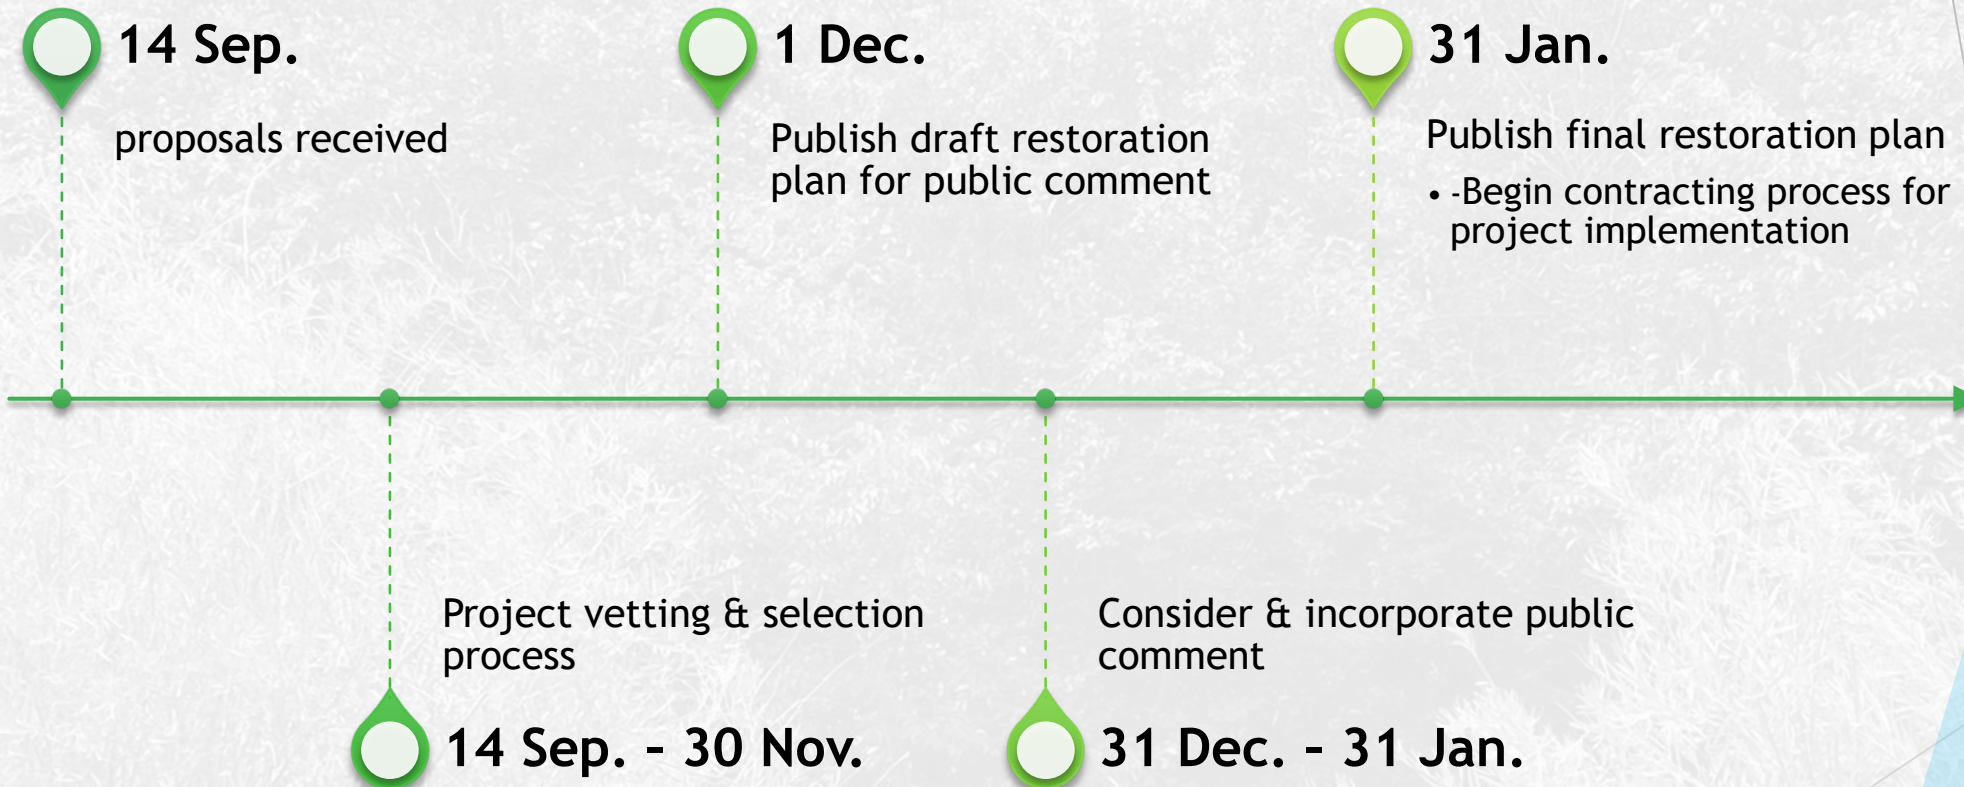 14 Sep.
proposals received
14 Sep. – 30 Nov.
Project vetting & selection
process
1 Dec.
Publish draft restoration
plan for public comment
31 Dec. – 31 Jan.
Consider & incorporate public
comment
31 Jan.
Publish final restoration plan
• -Begin contracting process for
project implementation